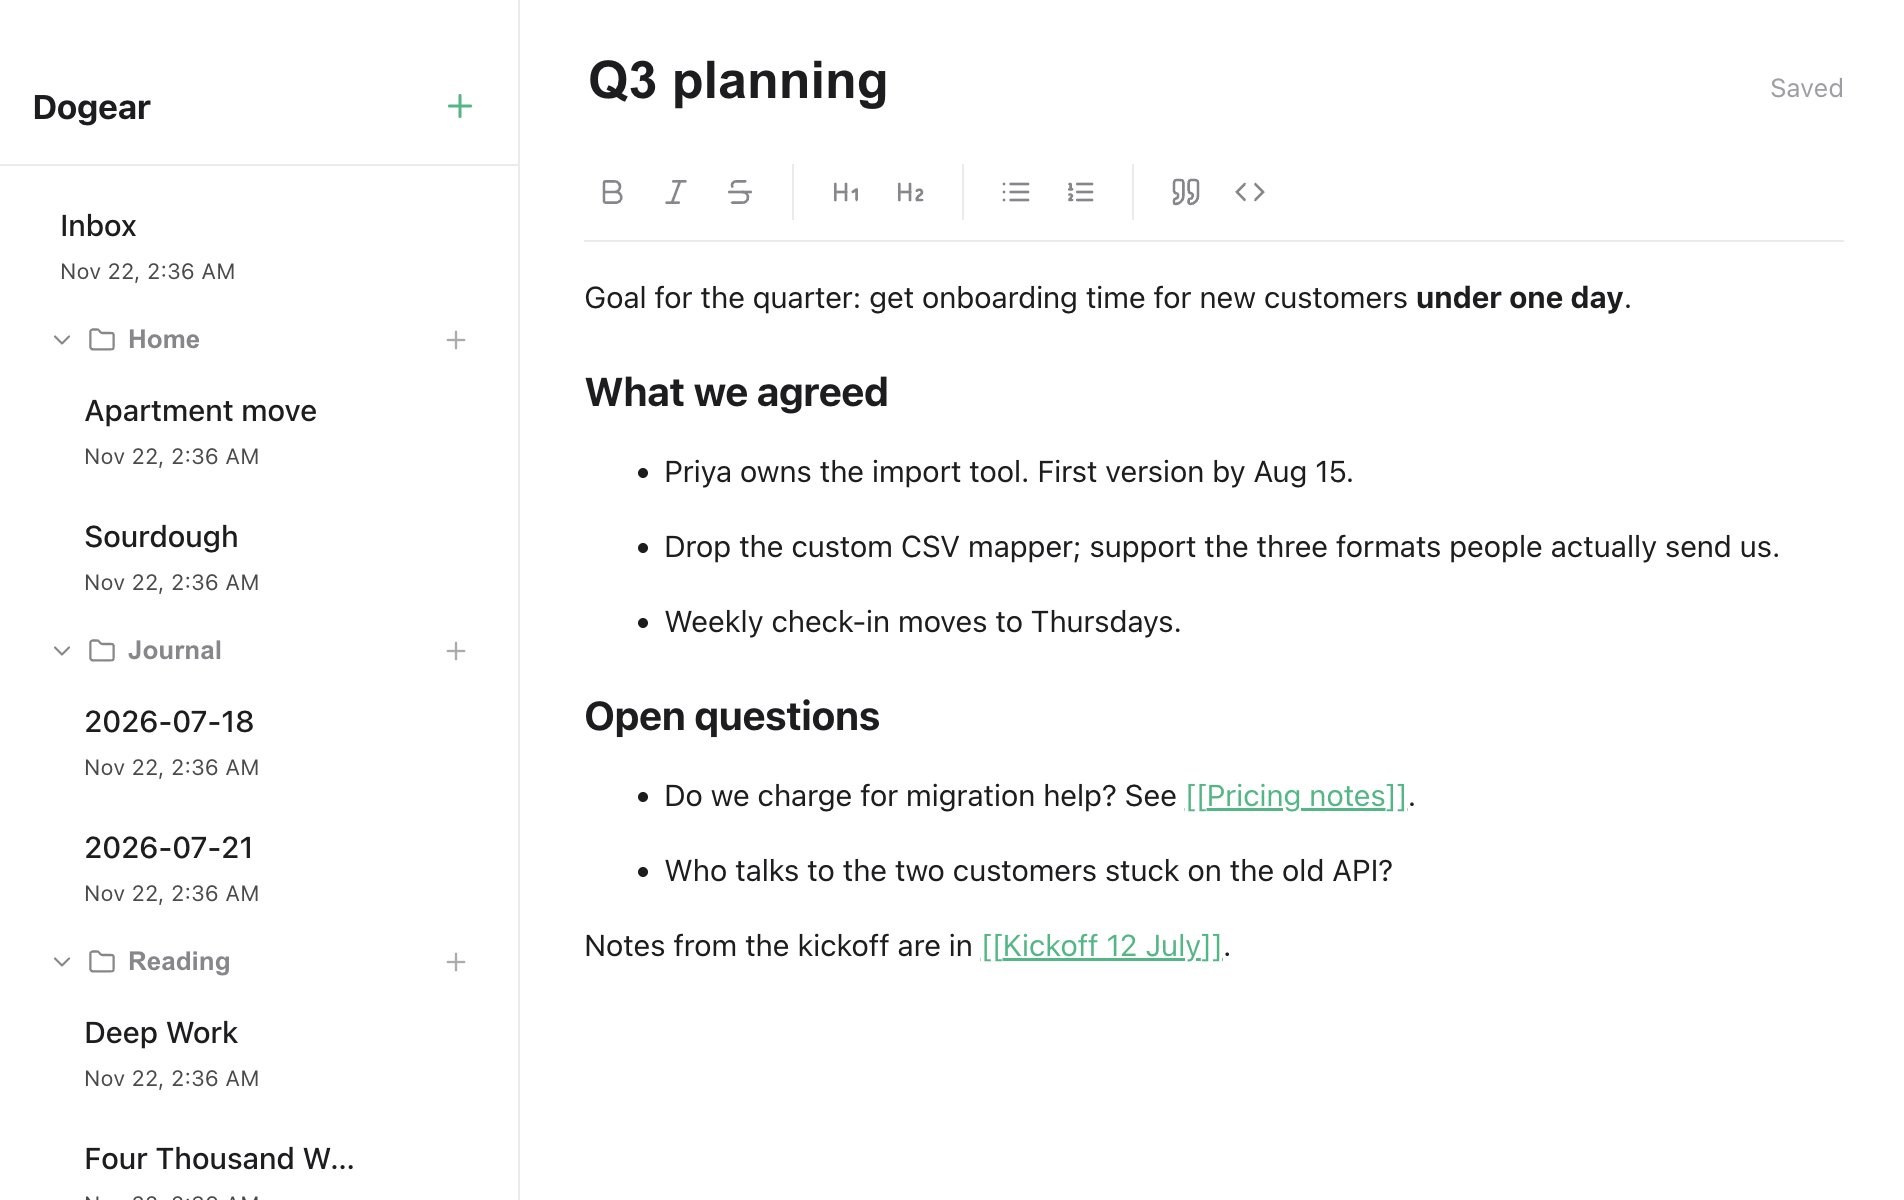 Dogear
Inbox
Nov 22, 2:36 AM
Home
Apartment move
Nov 22, 2:36 AM
Sourdough
Nov 22, 2:36 AM
Journal
2026-07-18
Nov 22, 2:36 AM
2026-07-21
Nov 22, 2:36 AM
Reading
Deep Work
Nov 22, 2:36 AM
Four Thousand W...
Q3 planning
Saved
B I S H1 H2
Goal for the quarter: get onboarding time for new customers under one day.
What we agreed
• Priya owns the import tool. First version by Aug 15.
• Drop the custom CSV mapper; support the three formats people actually send us.
• Weekly check-in moves to Thursdays.
Open questions
• Do we charge for migration help? See [[Pricing notes]].
• Who talks to the two customers stuck on the old API?
Notes from the kickoff are in [[Kickoff 12 July]].